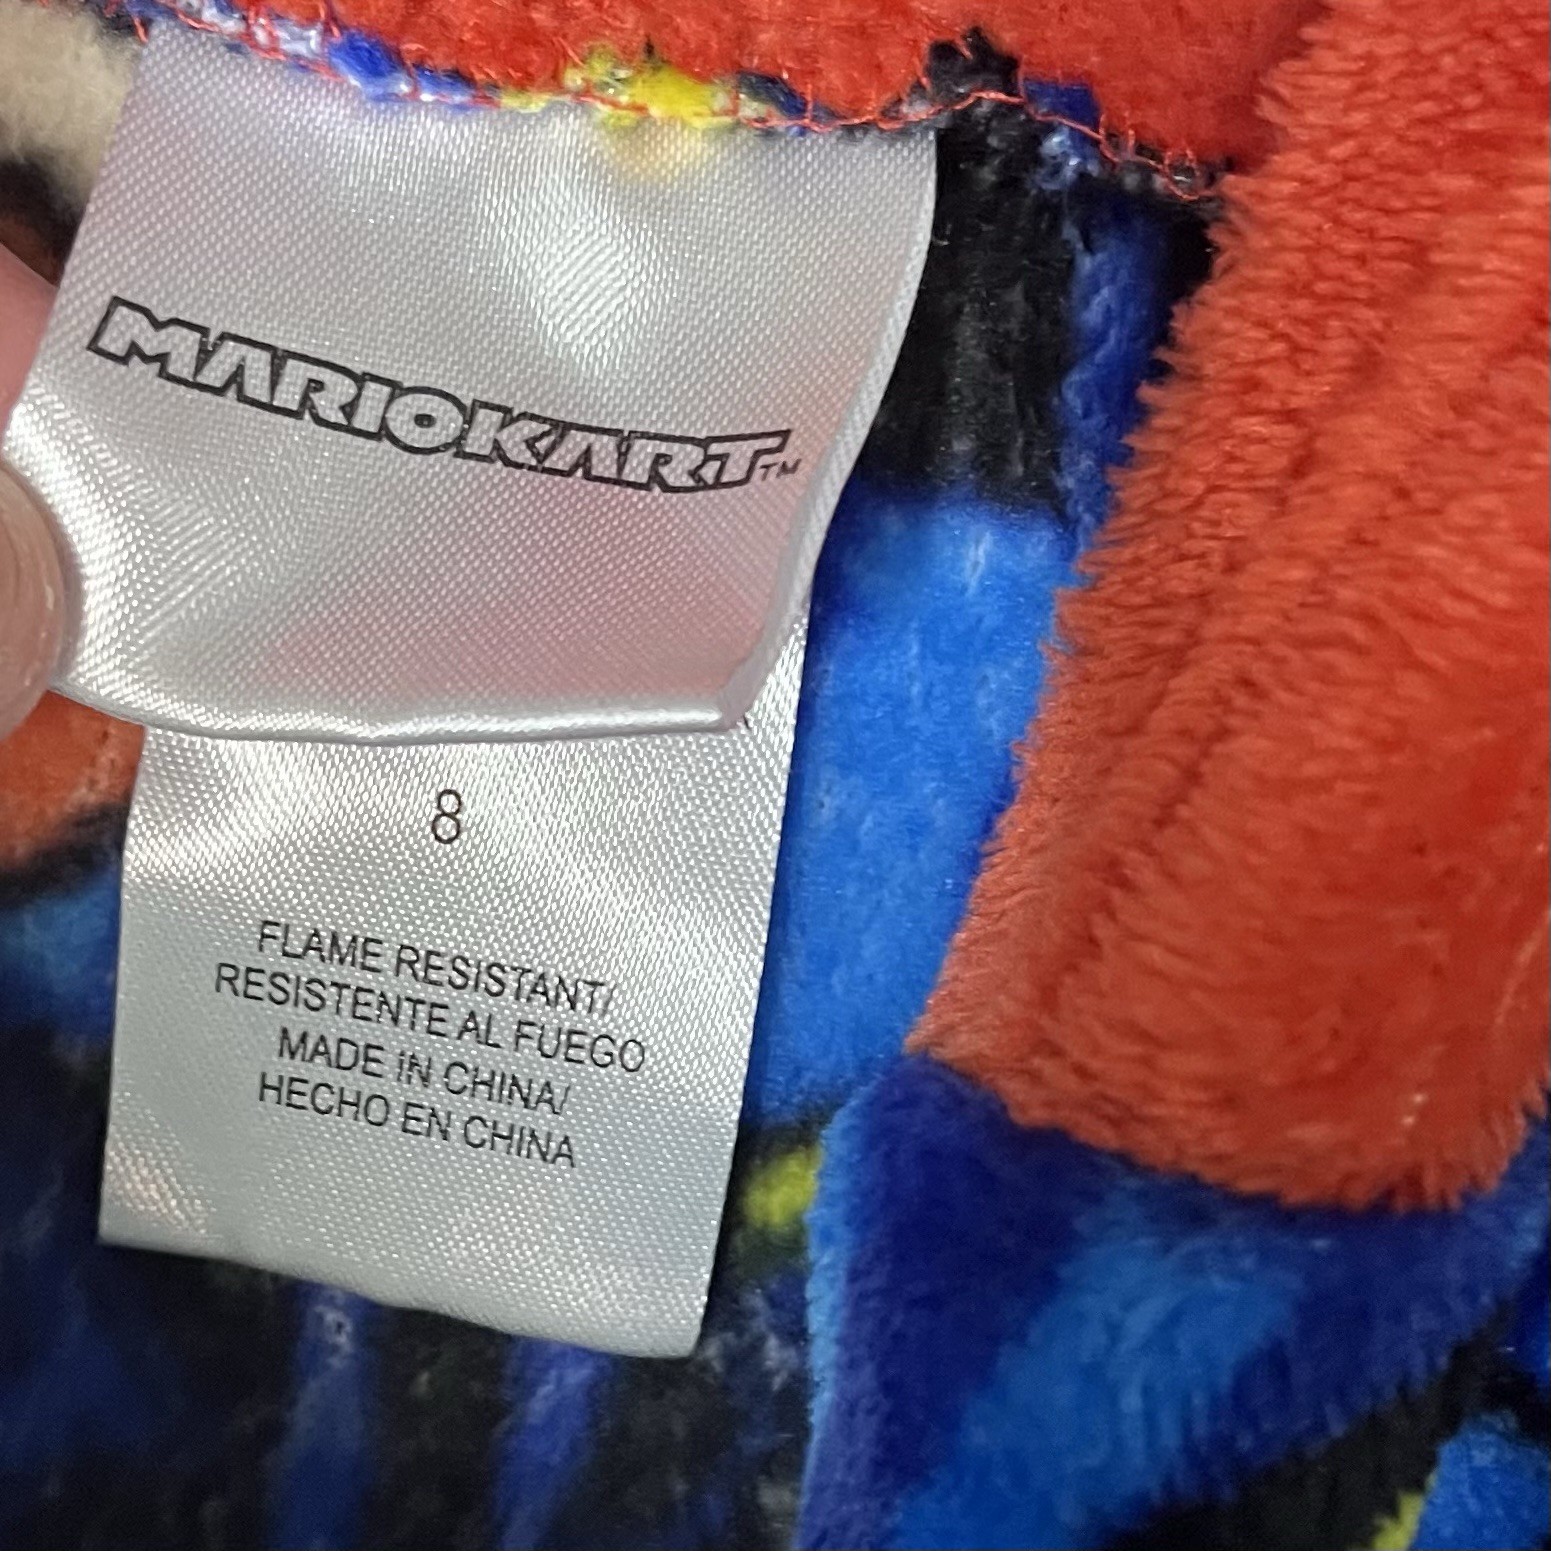 MARIOKART™
8
FLAME RESISTANT/
RESISTENTE AL FUEGO
MADE IN CHINA/
HECHO EN CHINA